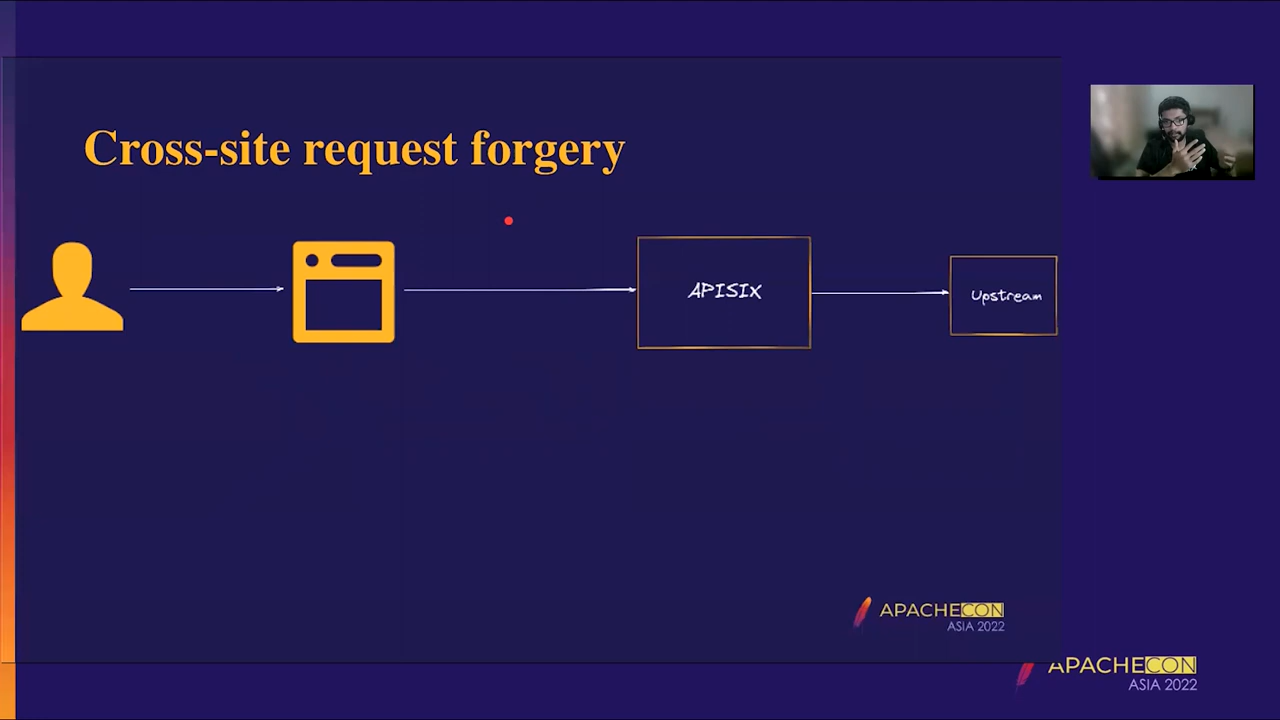 Cross-site request forgery
APISIX
Upstream
APACHECON
ASIA 2022
APACHECON
ASIA 2022